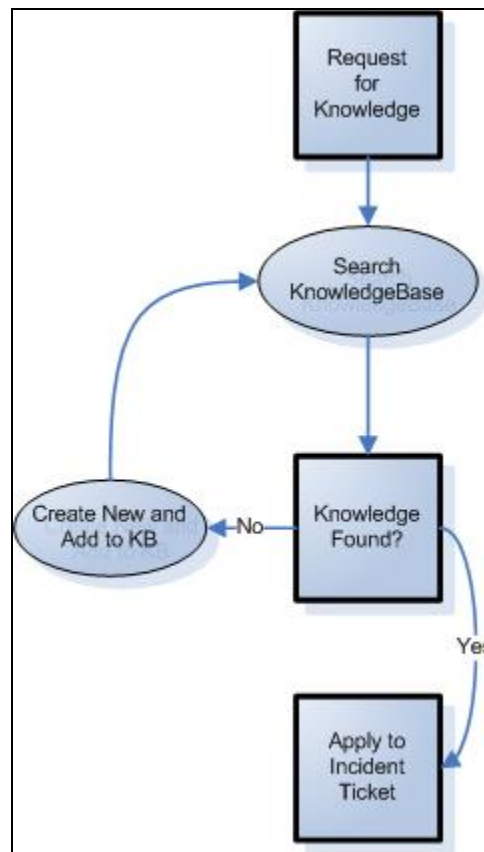 Request
for
Knowledge
Search
KnowledgeBase
Create New and
Add to KB
No
Knowledge
Found?
Yes
Apply to
Incident
Ticket